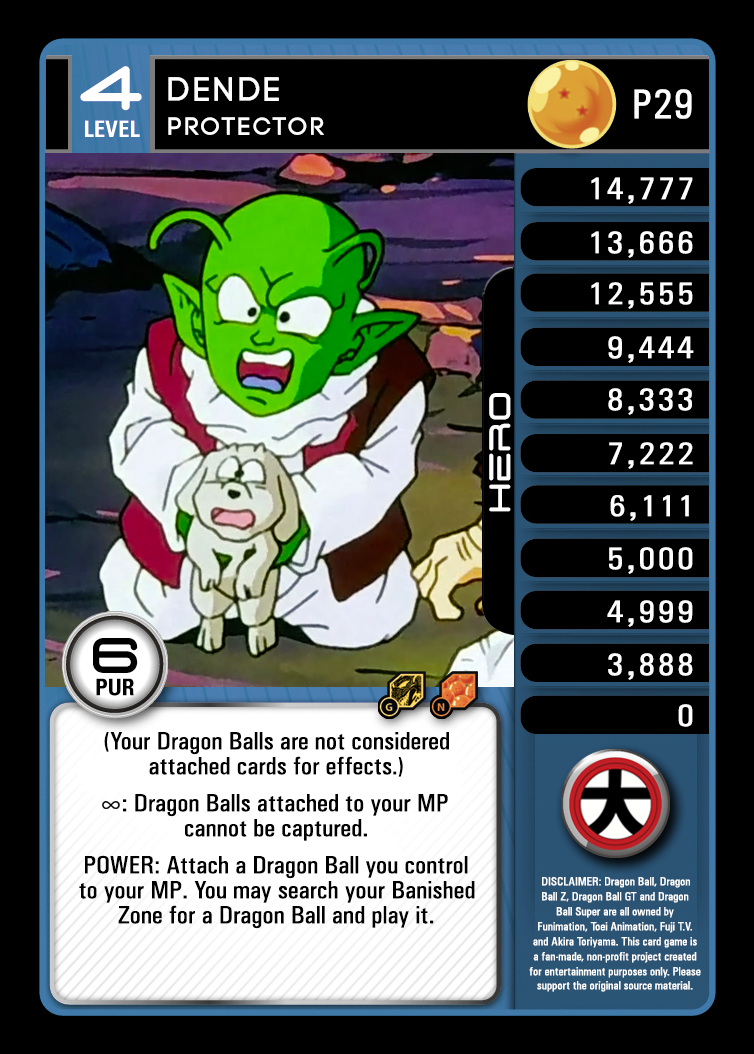 4
LEVEL
DENDE
PROTECTOR
P29
14,777
13,666
12,555
9,444
8,333
7,222
6,111
5,000
4,999
3,888
0
HERO
6
PUR
G
N
(Your Dragon Balls are not considered
attached cards for effects.)
∞: Dragon Balls attached to your MP
cannot be captured.
POWER: Attach a Dragon Ball you control
to your MP. You may search your Banished
Zone for a Dragon Ball and play it.
大
DISCLAIMER: Dragon Ball, Dragon
Ball Z, Dragon Ball GT and Dragon
Ball Super are all owned by
Funimation, Toei Animation, Fuji T.V.
and Akira Toriyama. This card game is
a fan-made, non-profit project created
for entertainment purposes only. Please
support the original source material.